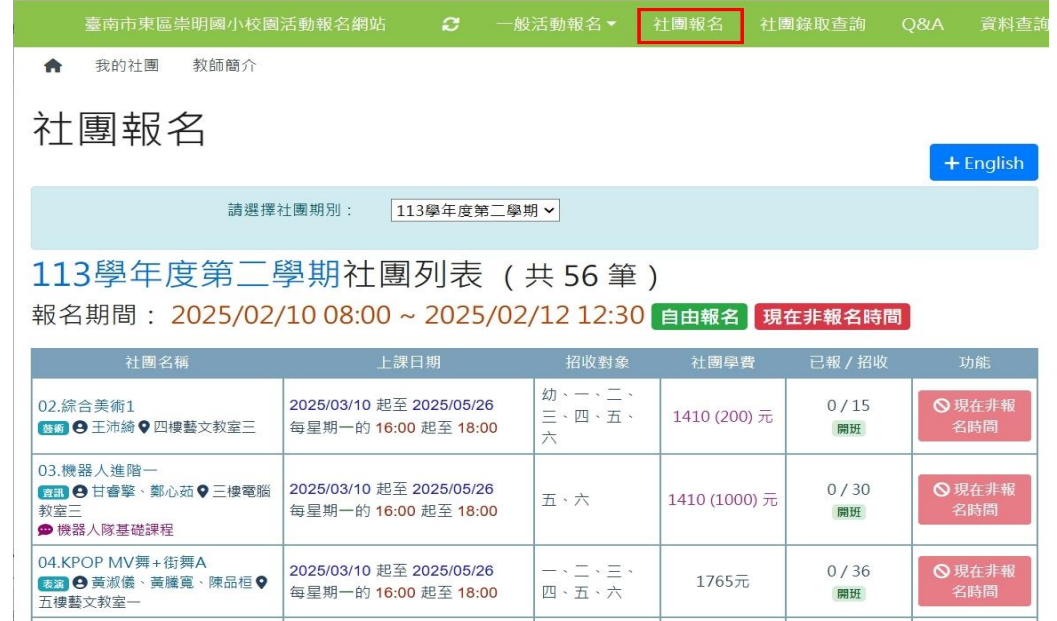 臺南市東區崇明國小校園活動報名網站 一般活動報名 社團報名 社團錄取查詢 Q&A 資料查詢
我的社團 教師簡介
社團報名
+ English
請選擇社團期別： 113學年度第二學期
113學年度第二學期社團列表 ( 共 56 筆 )
報名期間： 2025/02/10 08:00 ~ 2025/02/12 12:30 自由報名 現在非報名時間
社團名稱 上課日期 招收對象 社團學費 已報 / 招收 功能
02.綜合美術1
藝術 王沛綺 四樓藝文教室三
2025/03/10 起至 2025/05/26
每星期一的 16:00 起至 18:00
幼、一、二、
三、四、五、
六
1410 (200) 元
0 / 15
開班
現在非報
名時間
03.機器人進階一
資訊 甘睿擎、鄭心茹 三樓電腦
教室三
機器人隊基礎課程
2025/03/10 起至 2025/05/26
每星期一的 16:00 起至 18:00
五、六
1410 (1000) 元
0 / 30
開班
現在非報
名時間
04.KPOP MV舞+街舞A
表演 黃淑儀、黃騰寬、陳品桓
五樓藝文教室一
2025/03/10 起至 2025/05/26
每星期一的 16:00 起至 18:00
一、二、三、
四、五、六
1765元
0 / 36
開班
現在非報
名時間